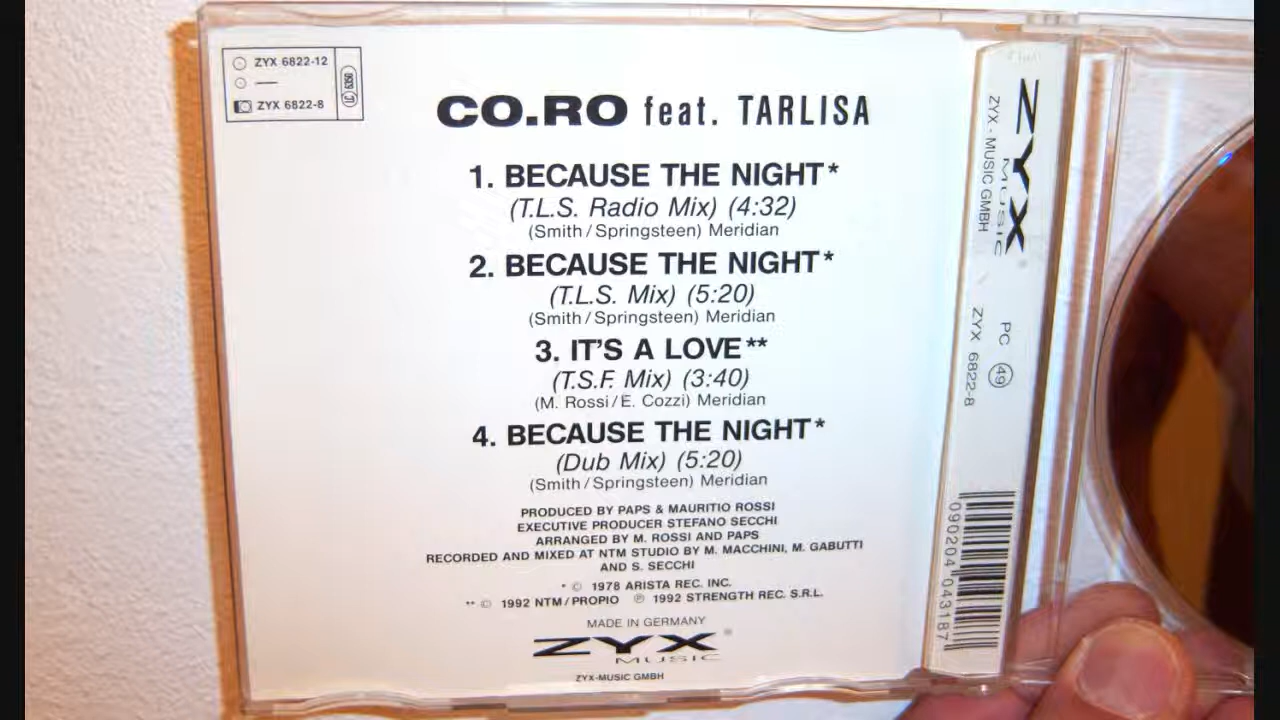 ZYX 6822-12
ZYX 6822-8
CO.RO feat. TARLISA
1. BECAUSE THE NIGHT*
(T.L.S. Radio Mix) (4:32)
(Smith/Springsteen) Meridian
2. BECAUSE THE NIGHT*
(T.L.S. Mix) (5:20)
(Smith/Springsteen) Meridian
3. IT'S A LOVE**
(T.S.F. Mix) (3:40)
(M. Rossi/E. Cozzi) Meridian
4. BECAUSE THE NIGHT*
(Dub Mix) (5:20)
(Smith/Springsteen) Meridian
PRODUCED BY PAPS & MAURITIO ROSSI
EXECUTIVE PRODUCER STEFANO SECCHI
ARRANGED BY M. ROSSI AND PAPS
RECORDED AND MIXED AT NTM STUDIO BY M. MACCHINI, M. GABUTTI
AND S. SECCHI
* © 1978 ARISTA REC. INC.
** © 1992 NTM/PROPIO ℗ 1992 STRENGTH REC. S.R.L.
MADE IN GERMANY
ZYX®
MUSIC
ZYX-MUSIC GMBH
ZYX®
MUSIC
ZYX-MUSIC GMBH
PC 49
ZYX 6822-8
090204 043187